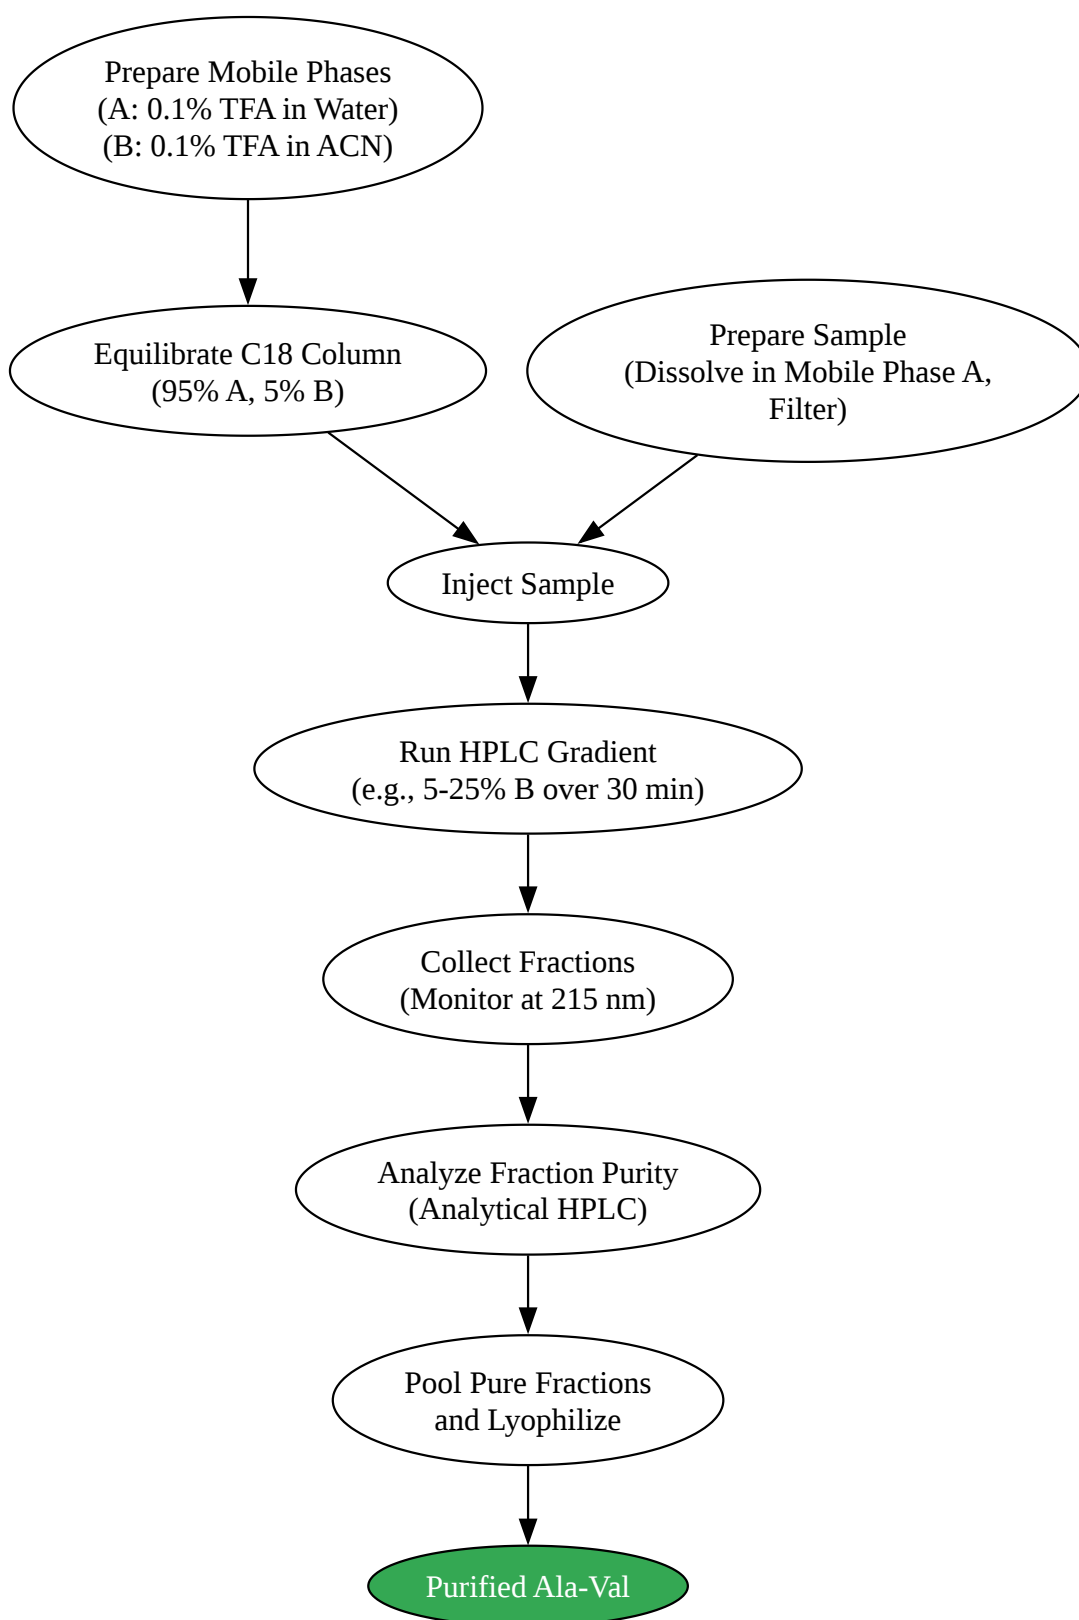 Prepare Mobile Phases
(A: 0.1% TFA in Water)
(B: 0.1% TFA in ACN)
Equilibrate C18 Column
(95% A, 5% B)
Prepare Sample
(Dissolve in Mobile Phase A,
Filter)
Inject Sample
Run HPLC Gradient
(e.g., 5-25% B over 30 min)
Collect Fractions
(Monitor at 215 nm)
Analyze Fraction Purity
(Analytical HPLC)
Pool Pure Fractions
and Lyophilize
Purified Ala-Val